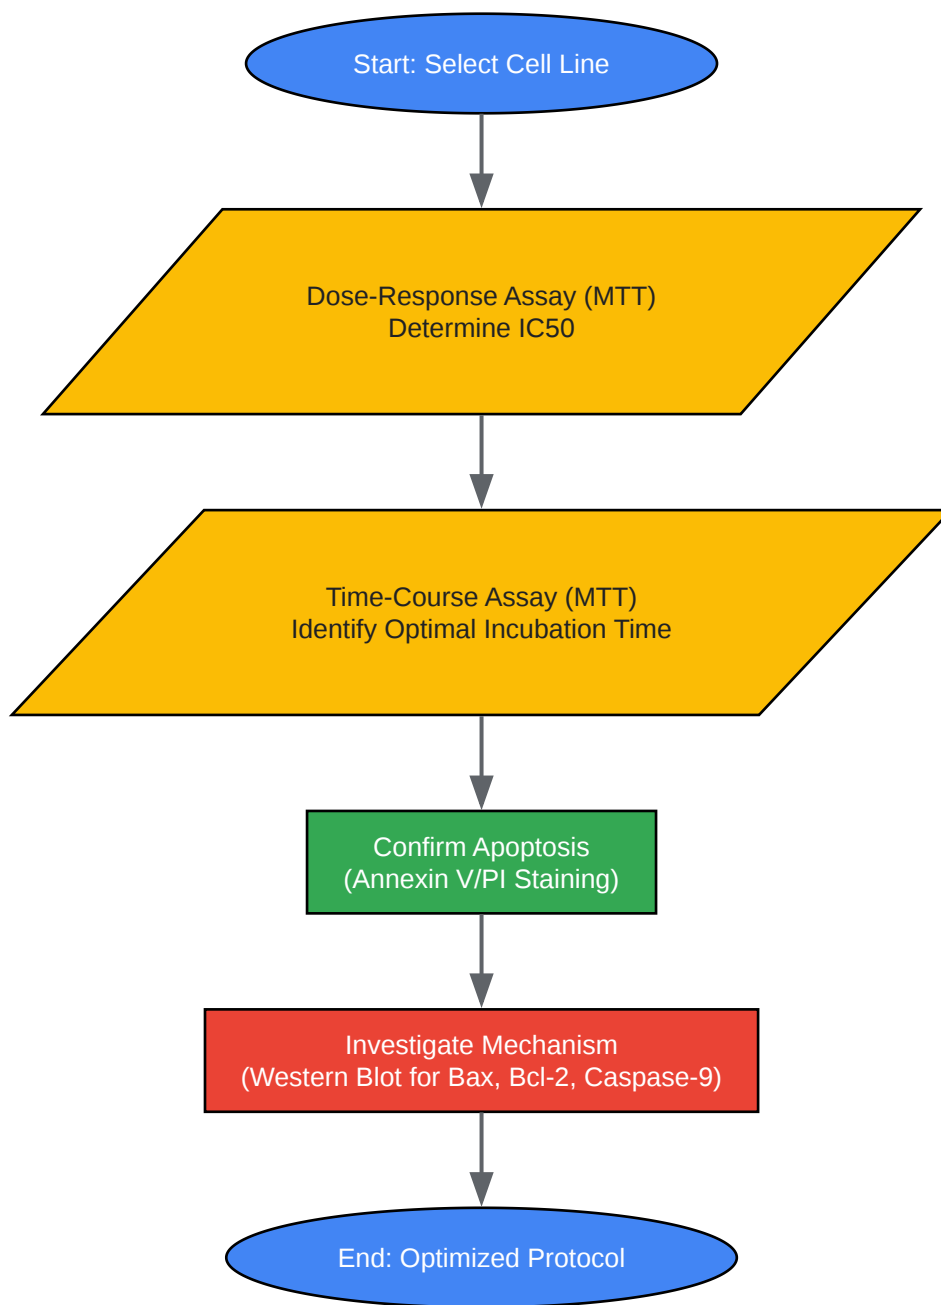 Start: Select Cell Line
Dose-Response Assay (MTT)
Determine IC50
Time-Course Assay (MTT)
Identify Optimal Incubation Time
Confirm Apoptosis
(Annexin V/PI Staining)
Investigate Mechanism
(Western Blot for Bax, Bcl-2, Caspase-9)
End: Optimized Protocol